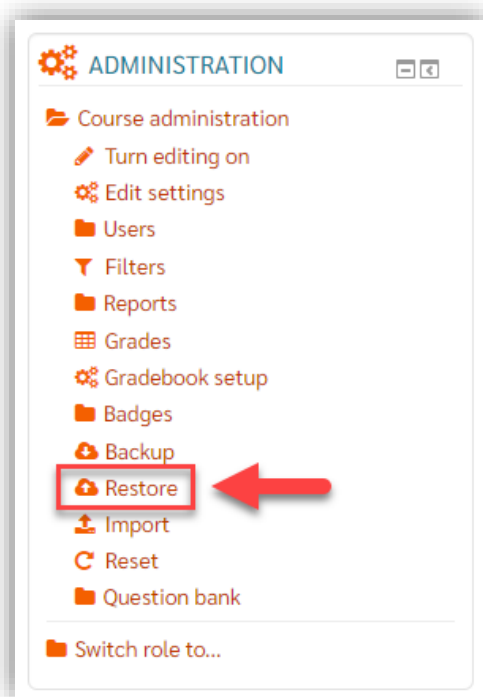 ADMINISTRATION
Course administration
Turn editing on
Edit settings
Users
Filters
Reports
Grades
Gradebook setup
Badges
Backup
Restore
Import
Reset
Question bank
Switch role to...